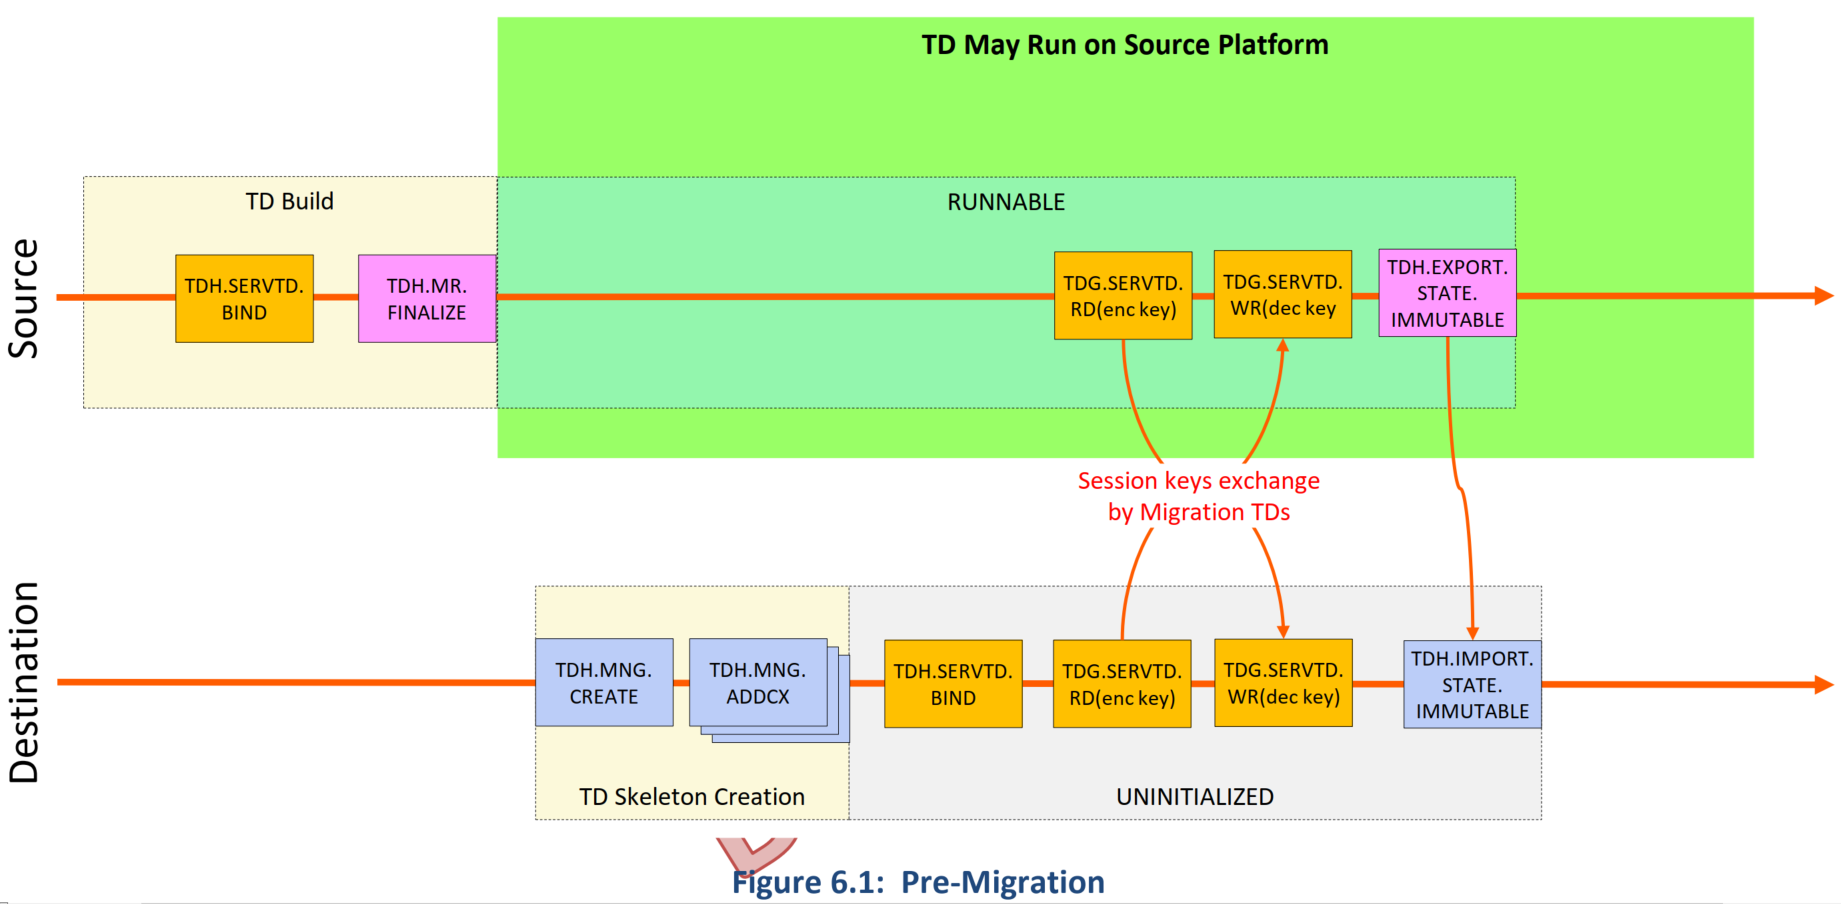 TD May Run on Source Platform
Source
TD Build
RUNNABLE
TDH.SERVTD.
BIND
TDH.MR.
FINALIZE
TDG.SERVTD.
RD(enc key)
TDG.SERVTD.
WR(dec key
TDH.EXPORT.
STATE.
IMMUTABLE
Session keys exchange
by Migration TDs
Destination
TDH.MNG.
CREATE
TDH.MNG.
ADDCX
TDH.SERVTD.
BIND
TDG.SERVTD.
RD(enc key)
TDG.SERVTD.
WR(dec key)
TDH.IMPORT.
STATE.
IMMUTABLE
TD Skeleton Creation
UNINITIALIZED
Figure 6.1: Pre-Migration